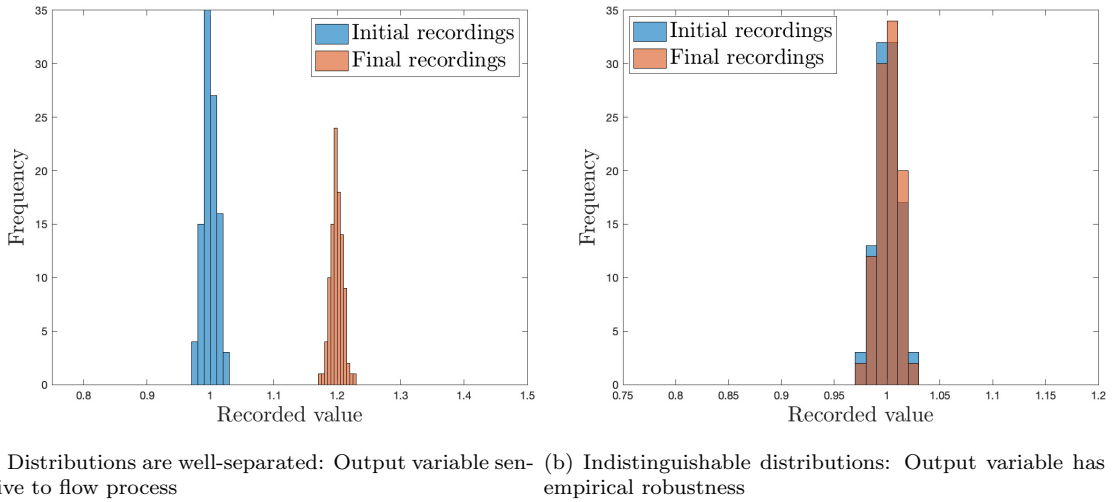 35
30
25
20
15
10
5
0
Frequency
Initial recordings
Final recordings
0.8 0.9 1 1.1 1.2 1.3 1.4 1.5
Recorded value
35
30
25
20
15
10
5
0
Frequency
Initial recordings
Final recordings
0.75 0.8 0.85 0.9 0.95 1 1.05 1.1 1.15 1.2
Recorded value
Distributions are well-separated: Output variable sen-
ive to flow process
(b) Indistinguishable distributions: Output variable has
empirical robustness